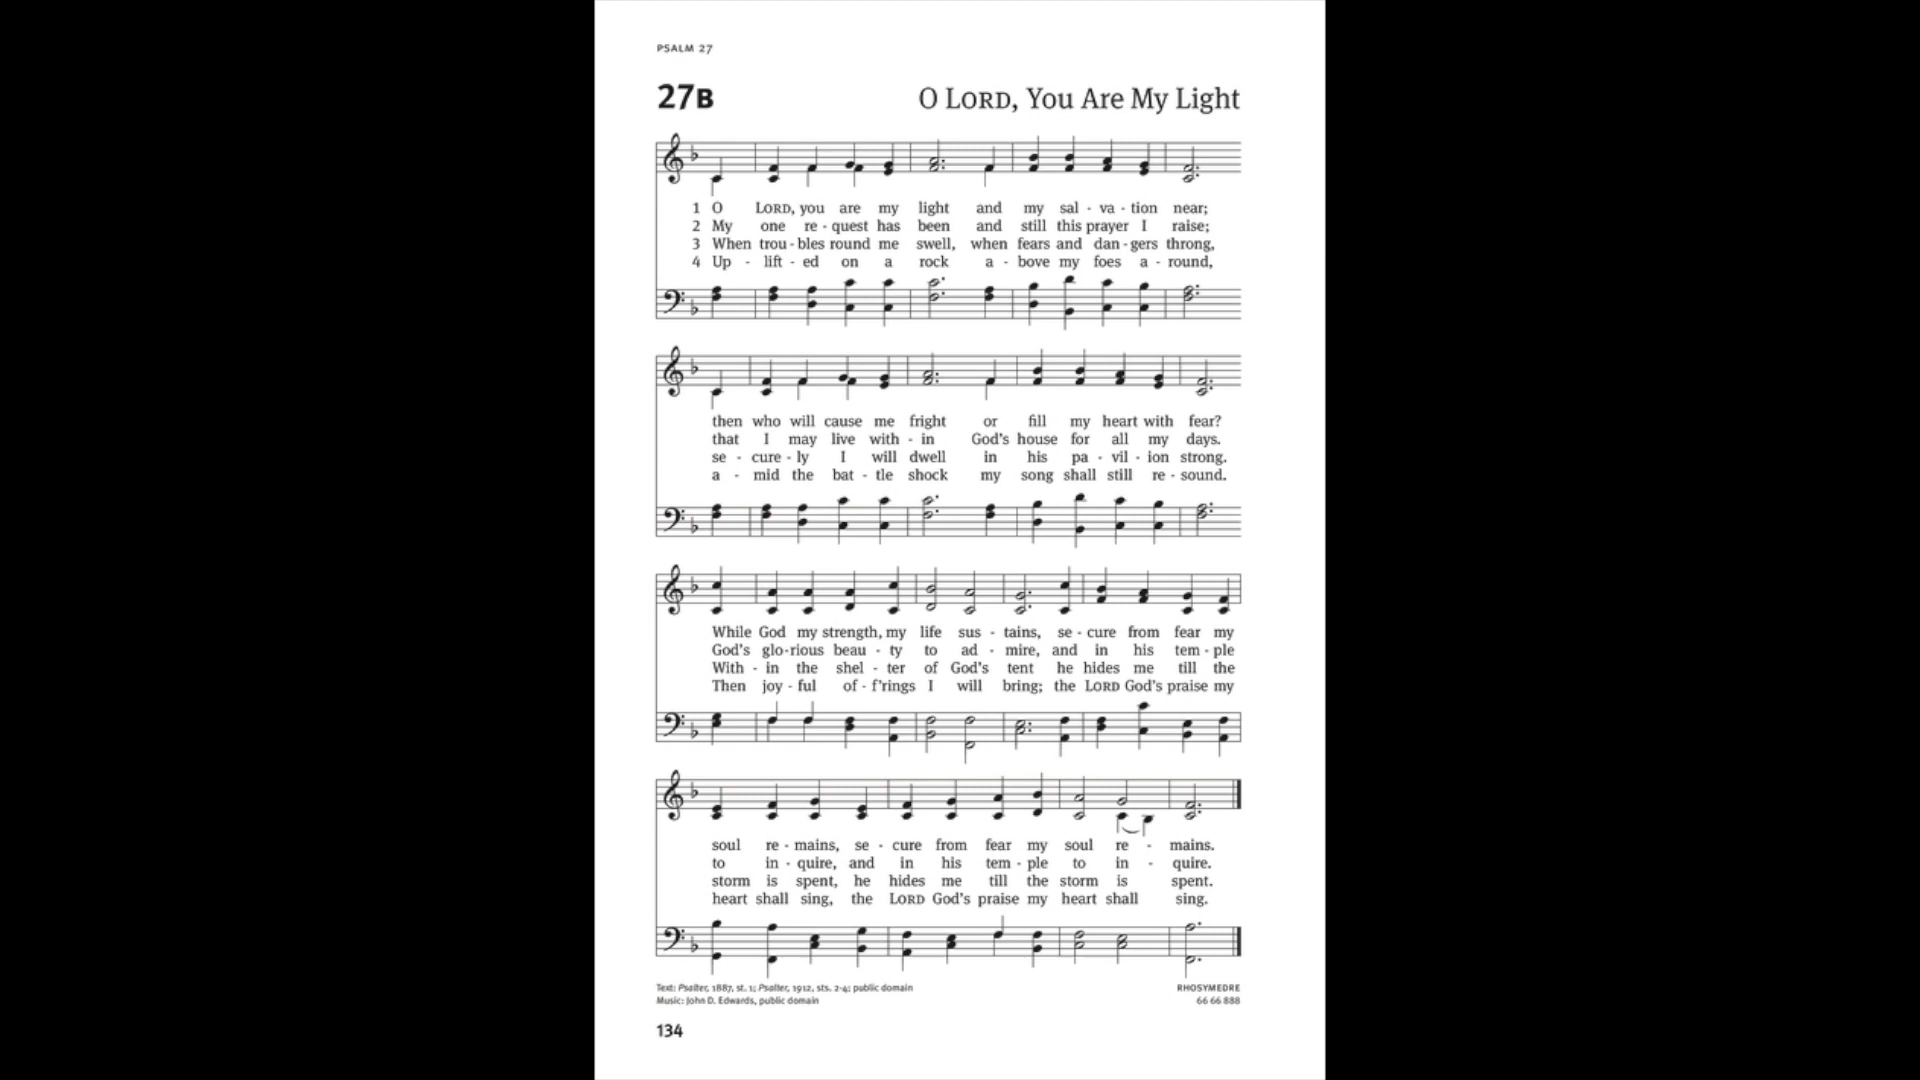 PSALM 27
27B O LORD, You Are My Light
1 O LORD, you are my light and my sal - va - tion near;
2 My one re - quest has been and still this prayer I raise;
3 When trou - bles round me swell, when fears and dan - gers throng,
4 Up - lift - ed on a rock a - bove my foes a - round,
then who will cause me fright or fill my heart with fear?
that I may live with - in God's house for all my days.
se - cure - ly I will dwell in his pa - vil - ion strong.
a - mid the bat - tle shock my song shall still re - sound.
While God my strength, my life sus - tains, se - cure from fear my
God's glo - rious beau - ty to ad - mire, and in his tem - ple
With - in the shel - ter of God's tent he hides me till the
Then joy - ful of - f'rings I will bring; the LORD God's praise my
soul re - mains, se - cure from fear my soul re - mains.
to in - quire, and in his tem - ple to in - quire.
storm is spent, he hides me till the storm is spent.
heart shall sing, the LORD God's praise my heart shall sing.
Text: Psalter, 1887, st. 1; Psalter, 1912, sts. 2-4; public domain RHOSYMEDRE
Music: John D. Edwards, public domain 66 66 888
134